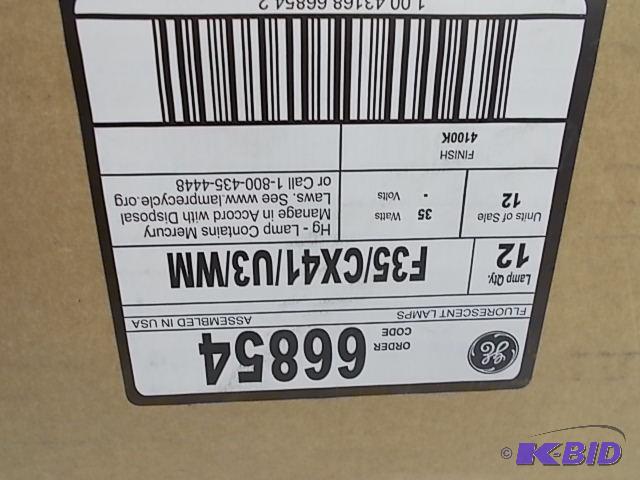 GE
ORDER
CODE
66854
FLUORESCENT LAMPS
ASSEMBLED IN USA
Lamp Qty.
12
F35/CX41/U3/WM
Units of Sale
12
35 Watts
- Volts
Hg - Lamp Contains Mercury
Manage in Accord with Disposal
Laws. See www.lamprecycle.org
or Call 1-800-435-4448
FINISH
4100K
1 00 43168 66854 2
© K-BID